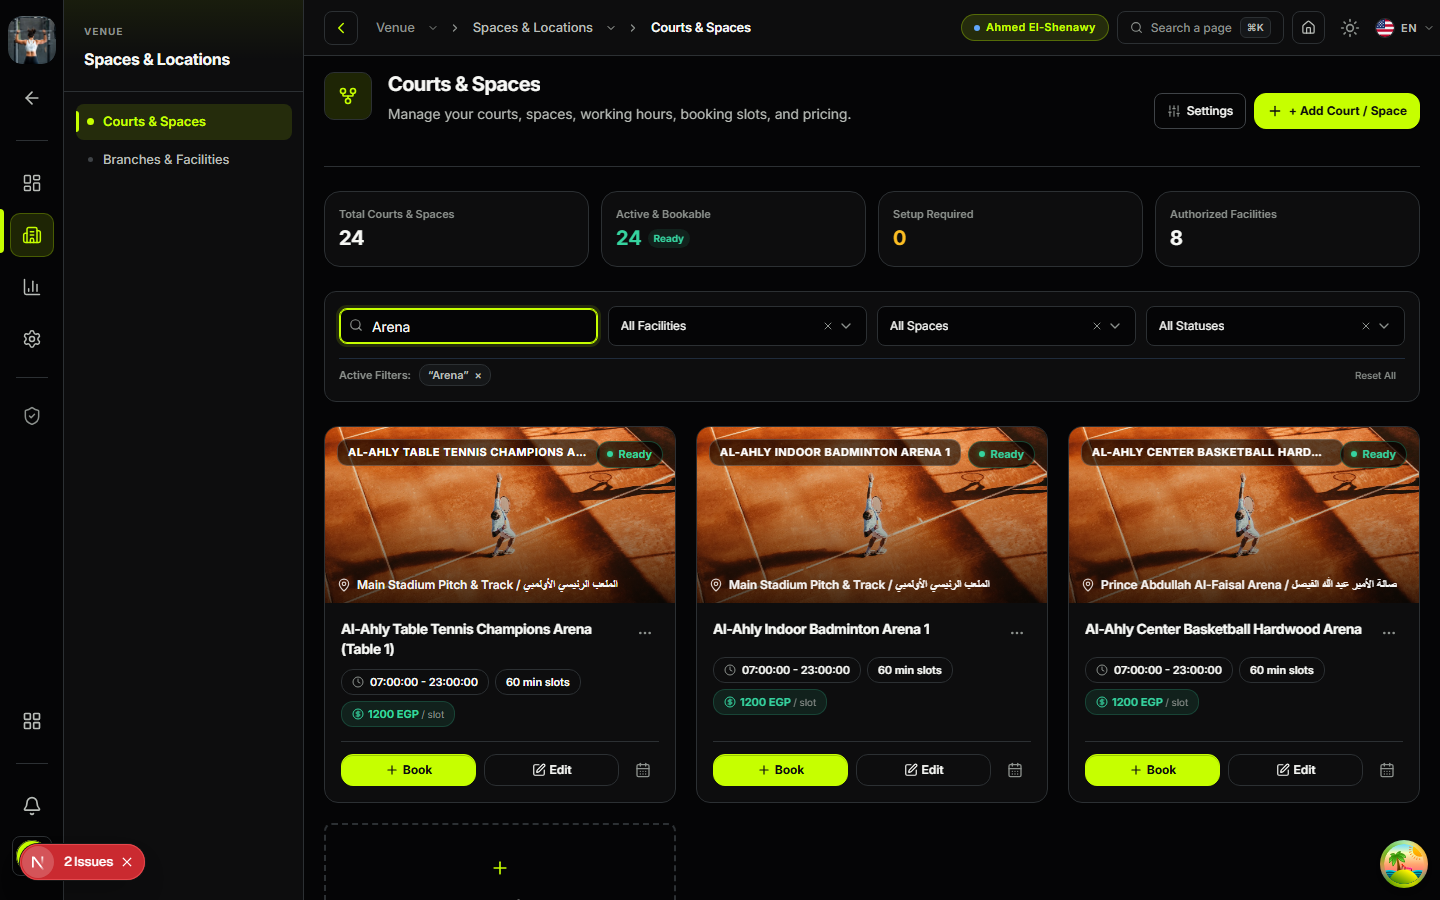 VENUE
Spaces & Locations
Courts & Spaces
Branches & Facilities
Venue
Spaces & Locations
Courts & Spaces
Ahmed El-Shenawy
Search a page
⌘K
EN
Courts & Spaces
Manage your courts, spaces, working hours, booking slots, and pricing.
Settings
+ Add Court / Space
Total Courts & Spaces
24
Active & Bookable
24 Ready
Setup Required
0
Authorized Facilities
8
Arena
All Facilities
All Spaces
All Statuses
Active Filters:
“Arena” ×
Reset All
AL-AHLY TABLE TENNIS CHAMPIONS A...
Ready
Main Stadium Pitch & Track / الملعب الرئيسي الأولمبي
Al-Ahly Table Tennis Champions Arena
(Table 1)
07:00:00 - 23:00:00
60 min slots
1200 EGP / slot
Book
Edit
AL-AHLY INDOOR BADMINTON ARENA 1
Ready
Main Stadium Pitch & Track / الملعب الرئيسي الأولمبي
Al-Ahly Indoor Badminton Arena 1
07:00:00 - 23:00:00
60 min slots
1200 EGP / slot
Book
Edit
AL-AHLY CENTER BASKETBALL HARD...
Ready
Prince Abdullah Al-Faisal Arena / صالة الأمير عبد الله الفيصل
Al-Ahly Center Basketball Hardwood Arena
07:00:00 - 23:00:00
60 min slots
1200 EGP / slot
Book
Edit
N
2 Issues